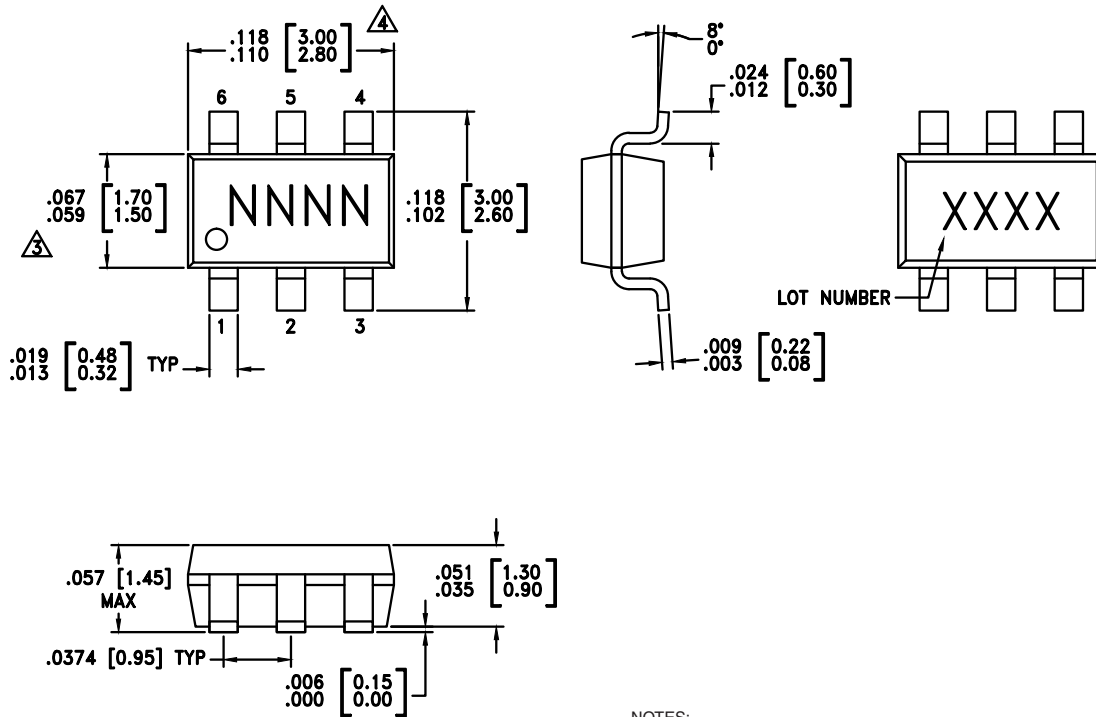 .118 [3.00]
.110 [2.80]
4
6 5 4
.067 [1.70]
.059 [1.50]
3
NNNN
.118 [3.00]
.102 [2.60]
1 2 3
.019 [0.48] TYP
.013 [0.32]
8°
0°
.024 [0.60]
.012 [0.30]
.009 [0.22]
.003 [0.08]
XXXX
LOT NUMBER
.057 [1.45]
MAX
.051 [1.30]
.035 [0.90]
.0374 [0.95] TYP
.006 [0.15]
.000 [0.00]
NOTES: